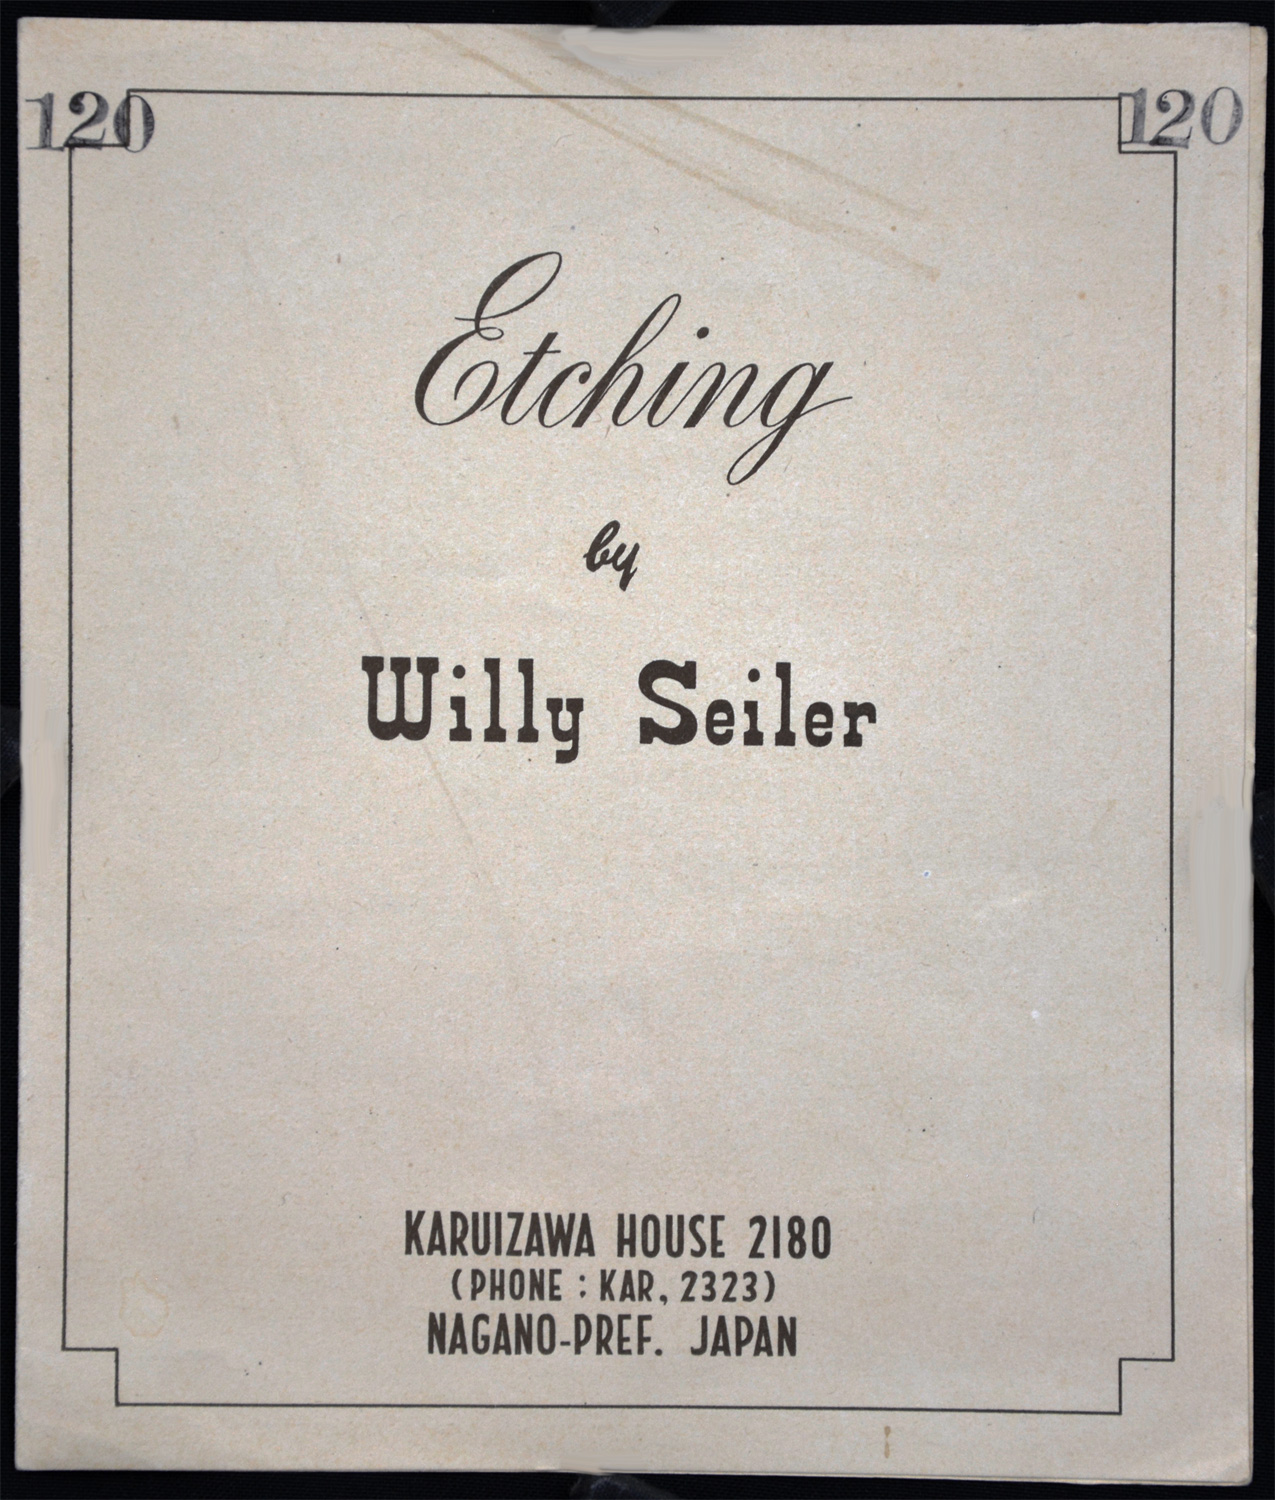 120 120
Etching
by
Willy Seiler
KARUIZAWA HOUSE 2180
(PHONE : KAR, 2323)
NAGANO-PREF. JAPAN